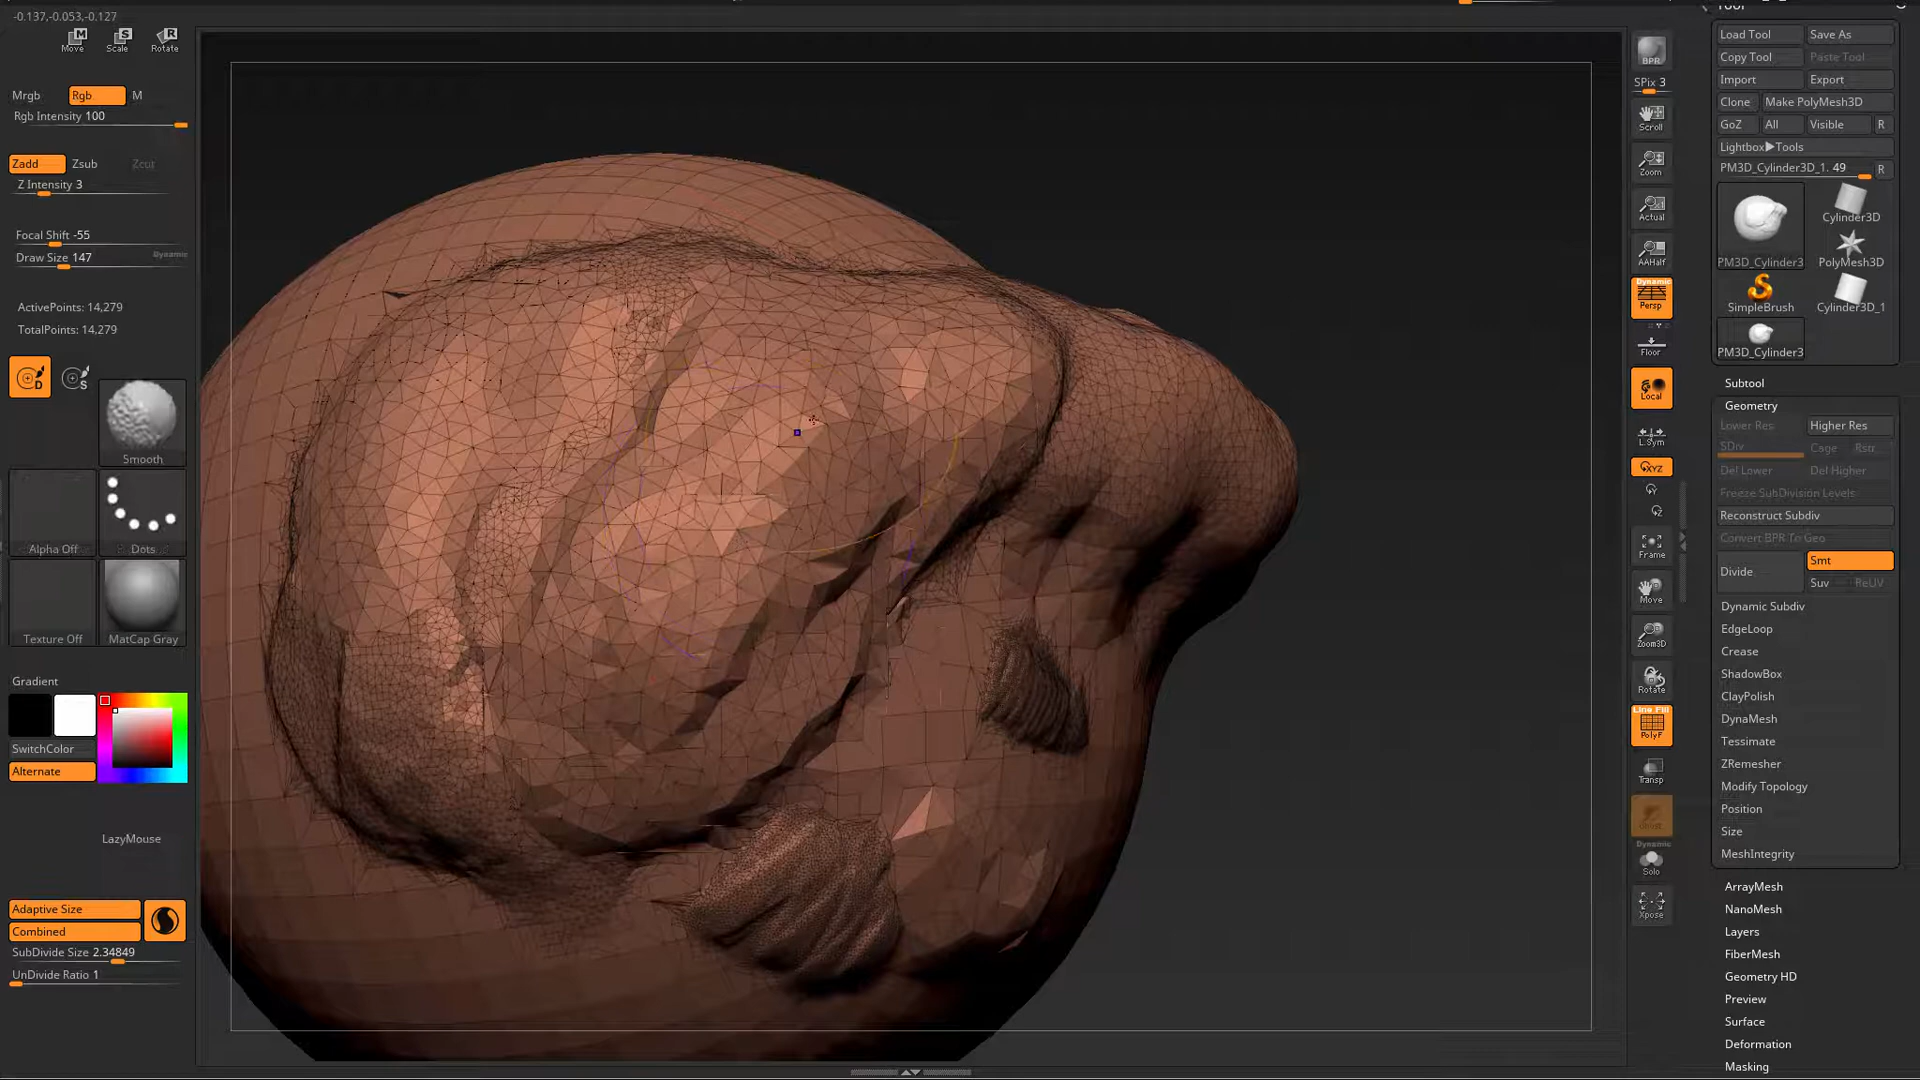 -0.137,-0.053,-0.127
M S R
Move Scale Rotate
Mrgb Rgb M
Rgb Intensity 100
Zadd Zsub Zcut
Z Intensity 3
Focal Shift -55
Draw Size 147 Dynamic
ActivePoints: 14,279
TotalPoints: 14,279
D S
Smooth
Alpha Off Dots
Texture Off MatCap Gray
Gradient
SwitchColor
Alternate
LazyMouse
Adaptive Size
Combined
SubDivide Size 2.34849
UnDivide Ratio 1
BPR
SPix 3
Scroll
Zoom
Actual
AAHalf
Dynamic
Persp
Floor
Local
L.Sym
XYZ
Y
Z
Frame
Move
Zoom3D
Rotate
Line Fill
PolyF
Transp
Dynamic
Solo
Xpose
Tool
Load Tool Save As
Copy Tool Paste Tool
Import Export
Clone Make PolyMesh3D
GoZ All Visible R
Lightbox▶Tools
PM3D_Cylinder3D_1. 49 R
Cylinder3D
PM3D_Cylinder3 PolyMesh3D
SimpleBrush Cylinder3D_1
PM3D_Cylinder3
Subtool
Geometry
Lower Res Higher Res
SDiv Cage Rstr
Del Lower Del Higher
Freeze SubDivision Levels
Reconstruct Subdiv
Convert BPR To Geo
Divide Smt
Suv ReUV
Dynamic Subdiv
EdgeLoop
Crease
ShadowBox
ClayPolish
DynaMesh
Tessimate
ZRemesher
Modify Topology
Position
Size
MeshIntegrity
ArrayMesh
NanoMesh
Layers
FiberMesh
Geometry HD
Preview
Surface
Deformation
Masking